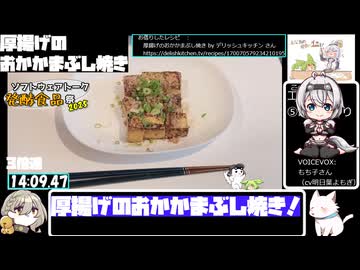 厚揚げの
おかかまぶし焼き
ソフトウェアトーク
発酵食品祭
2025
お借りしたレシピ ：
厚揚げのおかかまぶし焼き by デリッシュキッチン さん
https://delishkitchen.tv/recipes/170070579234210195
3倍速
14:09.47
VOICEVOX:
もち子さん
(cv明日葉よもぎ)
厚揚げのおかかまぶし焼き！